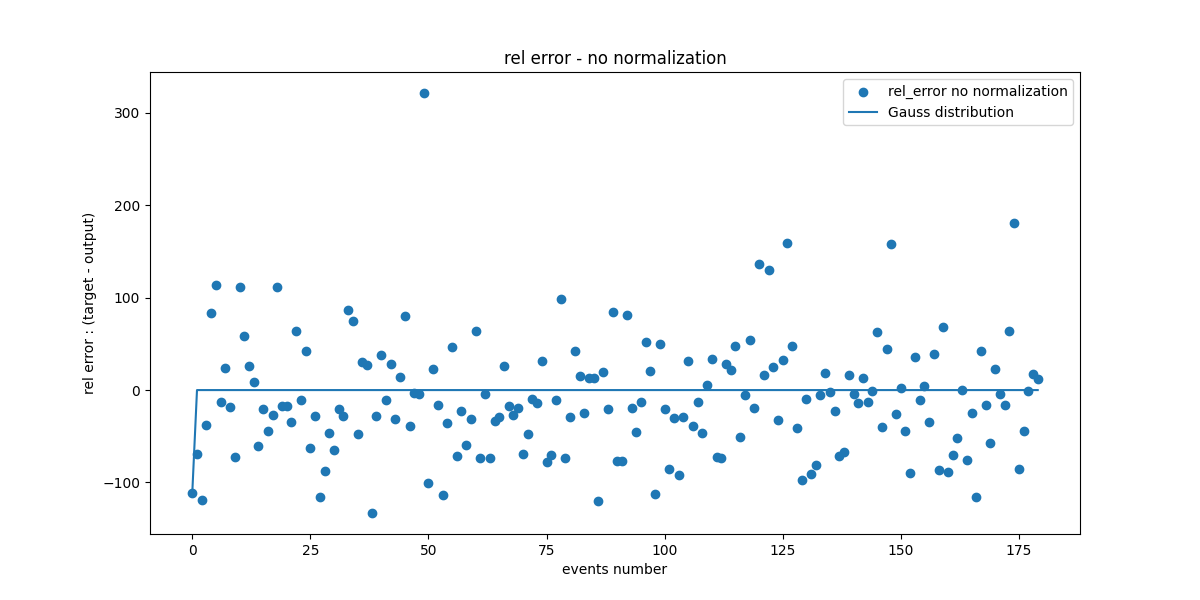 rel error - no normalization
rel_error no normalization
Gauss distribution
rel error : (target - output)
300
200
100
0
−100
0 25 50 75 100 125 150 175
events number